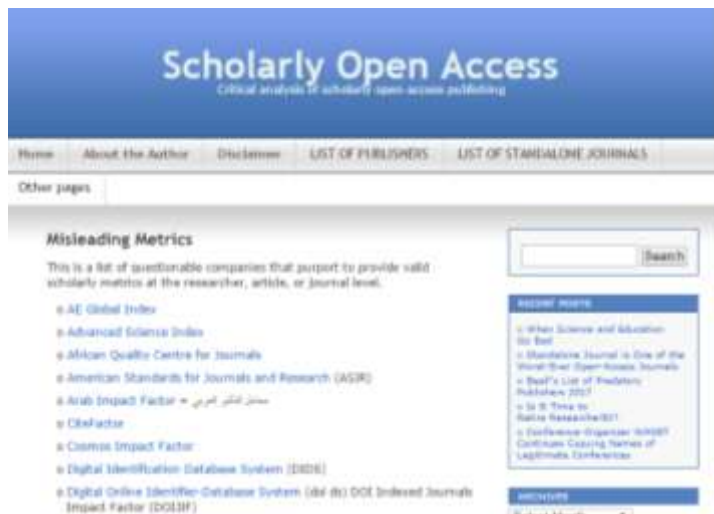 Scholarly Open Access
Critical analysis of scholarly open-access publishing
Home
About the Author
Disclaimer
LIST OF PUBLISHERS
LIST OF STANDALONE JOURNALS
Other pages
Misleading Metrics
This is a list of questionable companies that purport to provide valid
scholarly metrics at the researcher, article, or journal level.
AE Global Index
Advanced Science Index
African Quality Centre for Journals
American Standards for Journals and Research (ASJR)
Arab Impact Factor = معامل التأثير العربي
CiteFactor
Cosmos Impact Factor
Digital Identification Database System (DIDS)
Digital Online Identifier-Database System (doi ds) DOI Indexed Journals
Impact Factor (DOIJIF)
Search
RECENT POSTS
When Science and Education
Go Bad
Standalone Journal is One of the
Worst-Ever Open-Access Journals
Beall's List of Predatory
Publishers 2017
Is It Time to
Retire ResearcherID?
Conference Organizer WASET
Continues Copying Names of
Legitimate Conferences
ARCHIVES